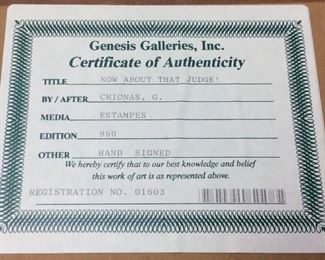 Genesis Galleries, Inc.
Certificate of Authenticity
TITLE NOW ABOUT THAT JUDGE!
BY / AFTER CRIONAS, G.
MEDIA ESTAMPES
EDITION 950
OTHER HAND SIGNED
We hereby certify that to our best knowledge and belief
this work of art is as represented above.
REGISTRATION NO. 01603